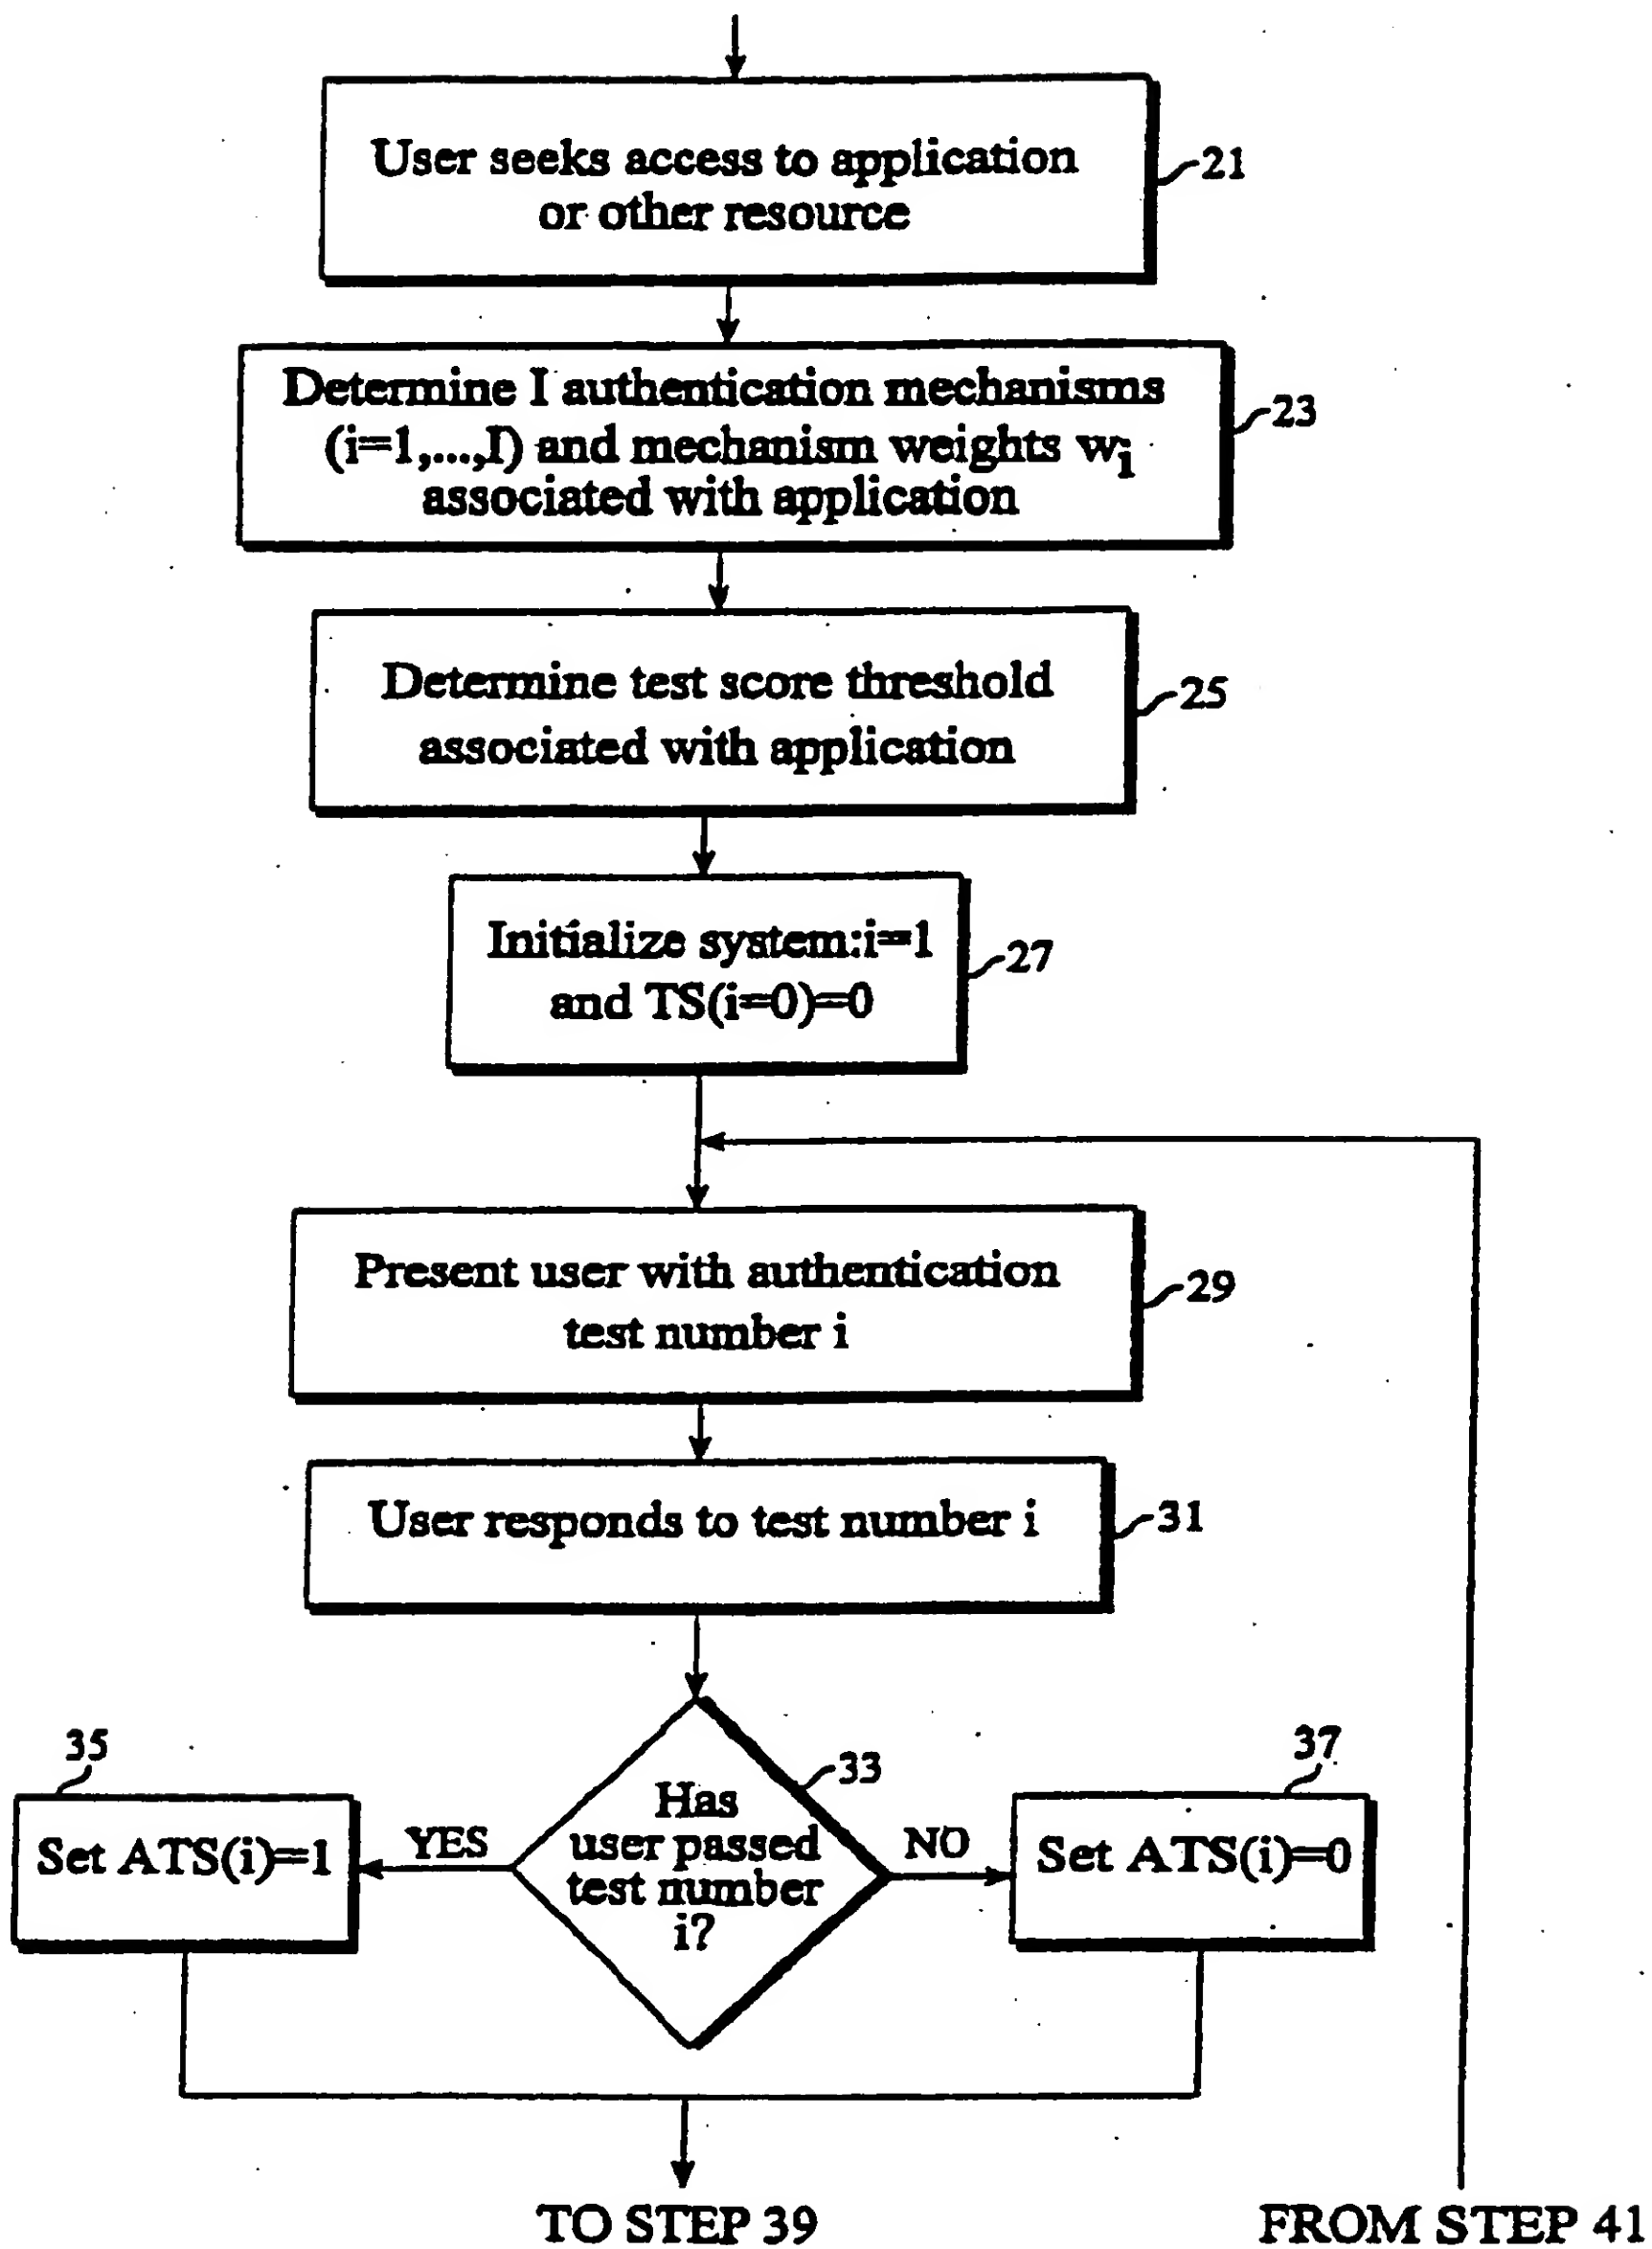 User seeks access to application
or other resource
21
Determine I authentication mechanisms
(i=1,...,I) and mechanism weights wi
associated with application
23
Determine test score threshold
associated with application
25
Initialize system:i=1
and TS(i=0)=0
27
Present user with authentication
test number i
29
User responds to test number i
31
35
33
37
Set ATS(i)=1
YES
Has
user passed
test number
i?
NO
Set ATS(i)=0
TO STEP 39
FROM STEP 41